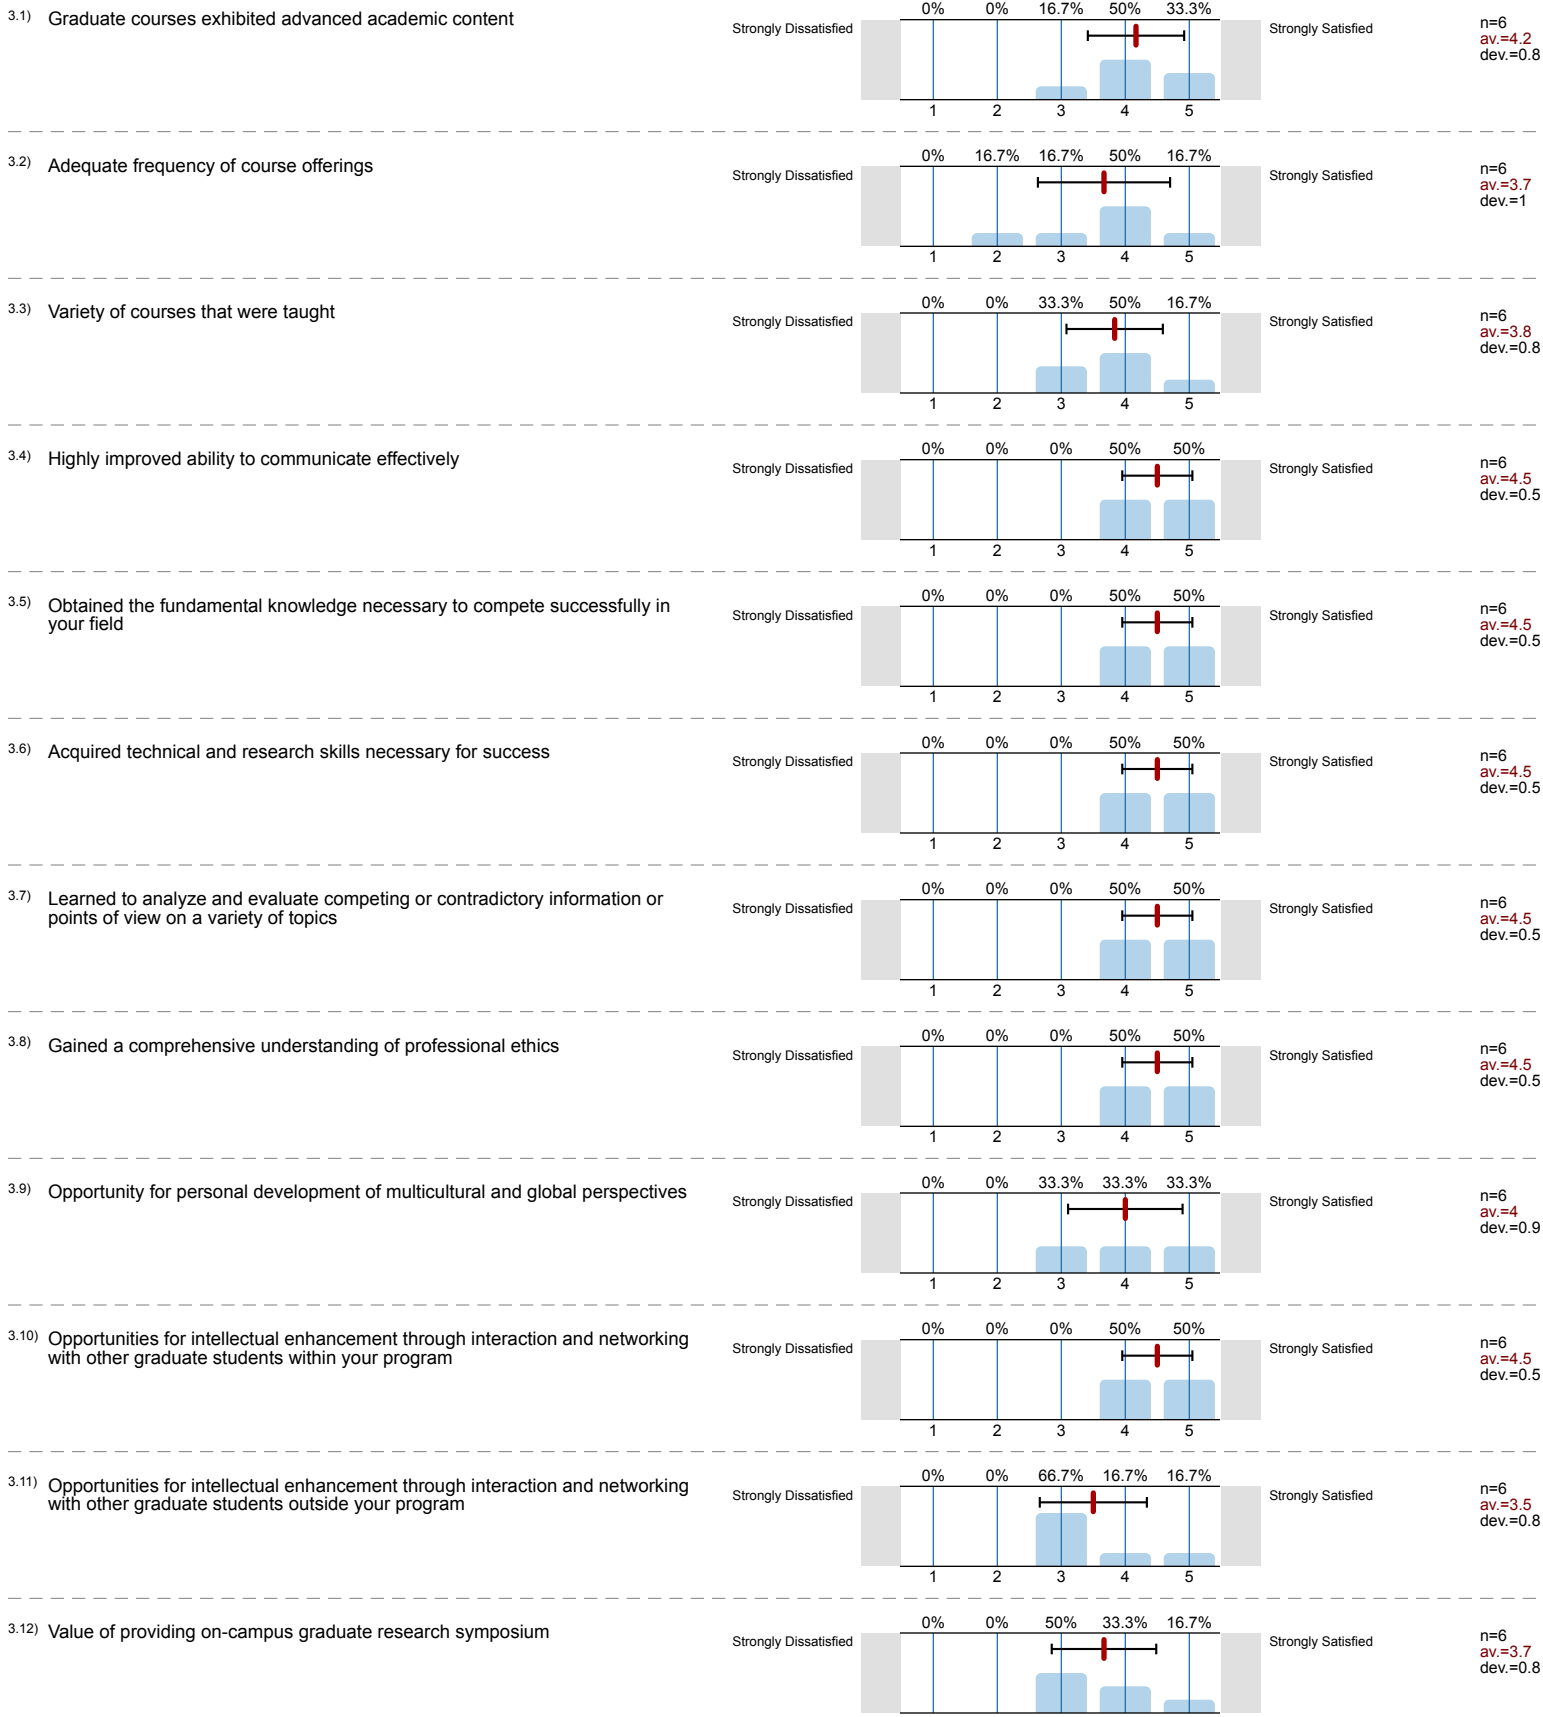 3.1) Graduate courses exhibited advanced academic content
Strongly Dissatisfied
0% 0% 16.7% 50% 33.3%
1 2 3 4 5
Strongly Satisfied
n=6
av.=4.2
dev.=0.8
3.2) Adequate frequency of course offerings
Strongly Dissatisfied
0% 16.7% 16.7% 50% 16.7%
1 2 3 4 5
Strongly Satisfied
n=6
av.=3.7
dev.=1
3.3) Variety of courses that were taught
Strongly Dissatisfied
0% 0% 33.3% 50% 16.7%
1 2 3 4 5
Strongly Satisfied
n=6
av.=3.8
dev.=0.8
3.4) Highly improved ability to communicate effectively
Strongly Dissatisfied
0% 0% 0% 50% 50%
1 2 3 4 5
Strongly Satisfied
n=6
av.=4.5
dev.=0.5
3.5) Obtained the fundamental knowledge necessary to compete successfully in
your field
Strongly Dissatisfied
0% 0% 0% 50% 50%
1 2 3 4 5
Strongly Satisfied
n=6
av.=4.5
dev.=0.5
3.6) Acquired technical and research skills necessary for success
Strongly Dissatisfied
0% 0% 0% 50% 50%
1 2 3 4 5
Strongly Satisfied
n=6
av.=4.5
dev.=0.5
3.7) Learned to analyze and evaluate competing or contradictory information or
points of view on a variety of topics
Strongly Dissatisfied
0% 0% 0% 50% 50%
1 2 3 4 5
Strongly Satisfied
n=6
av.=4.5
dev.=0.5
3.8) Gained a comprehensive understanding of professional ethics
Strongly Dissatisfied
0% 0% 0% 50% 50%
1 2 3 4 5
Strongly Satisfied
n=6
av.=4.5
dev.=0.5
3.9) Opportunity for personal development of multicultural and global perspectives
Strongly Dissatisfied
0% 0% 33.3% 33.3% 33.3%
1 2 3 4 5
Strongly Satisfied
n=6
av.=4
dev.=0.9
3.10) Opportunities for intellectual enhancement through interaction and networking
with other graduate students within your program
Strongly Dissatisfied
0% 0% 0% 50% 50%
1 2 3 4 5
Strongly Satisfied
n=6
av.=4.5
dev.=0.5
3.11) Opportunities for intellectual enhancement through interaction and networking
with other graduate students outside your program
Strongly Dissatisfied
0% 0% 66.7% 16.7% 16.7%
1 2 3 4 5
Strongly Satisfied
n=6
av.=3.5
dev.=0.8
3.12) Value of providing on-campus graduate research symposium
Strongly Dissatisfied
0% 0% 50% 33.3% 16.7%
Strongly Satisfied
n=6
av.=3.7
dev.=0.8